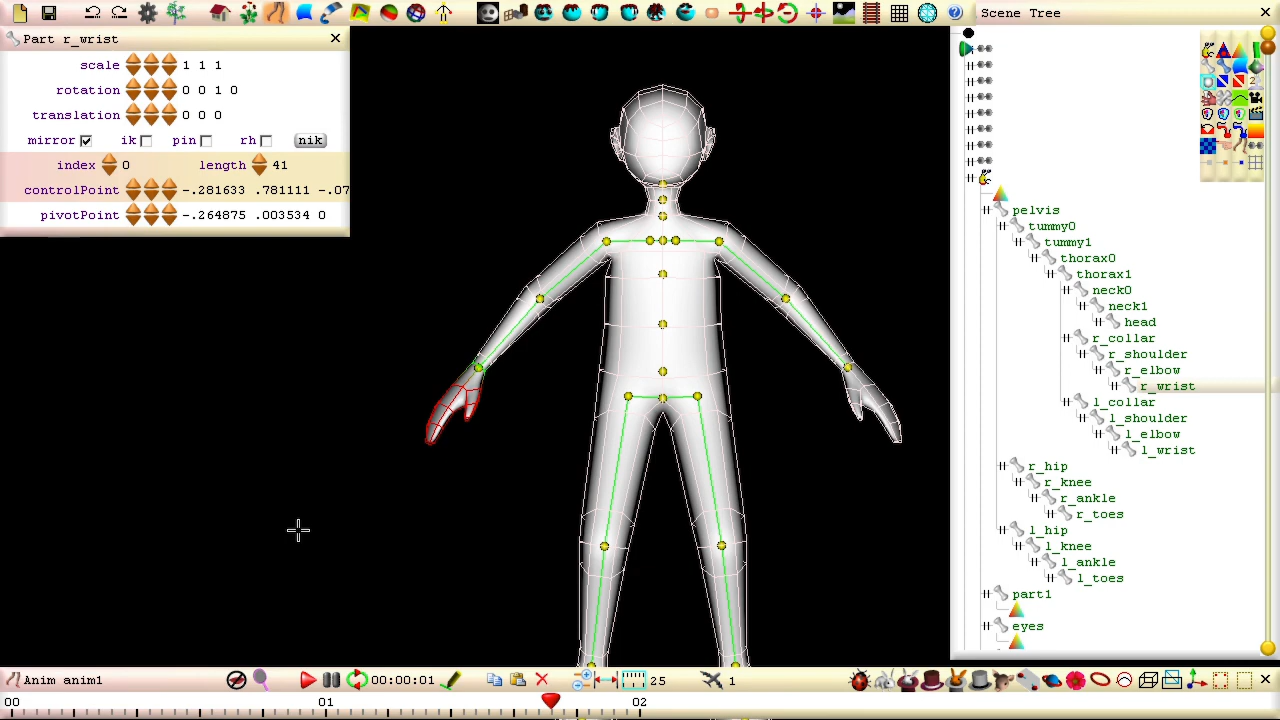 Scene Tree
Part r_wrist
scale 1 1 1
rotation 0 0 1 0
translation 0 0 0
mirror ik pin rh nik
index 0 length 41
controlPoint -.281633 .781111 -.07
pivotPoint -.264875 .003534 0
pelvis
tummy0
tummy1
thorax0
thorax1
neck0
neck1
head
r_collar
r_shoulder
r_elbow
r_wrist
l_collar
l_shoulder
l_elbow
l_wrist
r_hip
r_knee
r_ankle
r_toes
l_hip
l_knee
l_ankle
l_toes
part1
eyes
Anim anim1 00:00:01 25 1
00 01 02